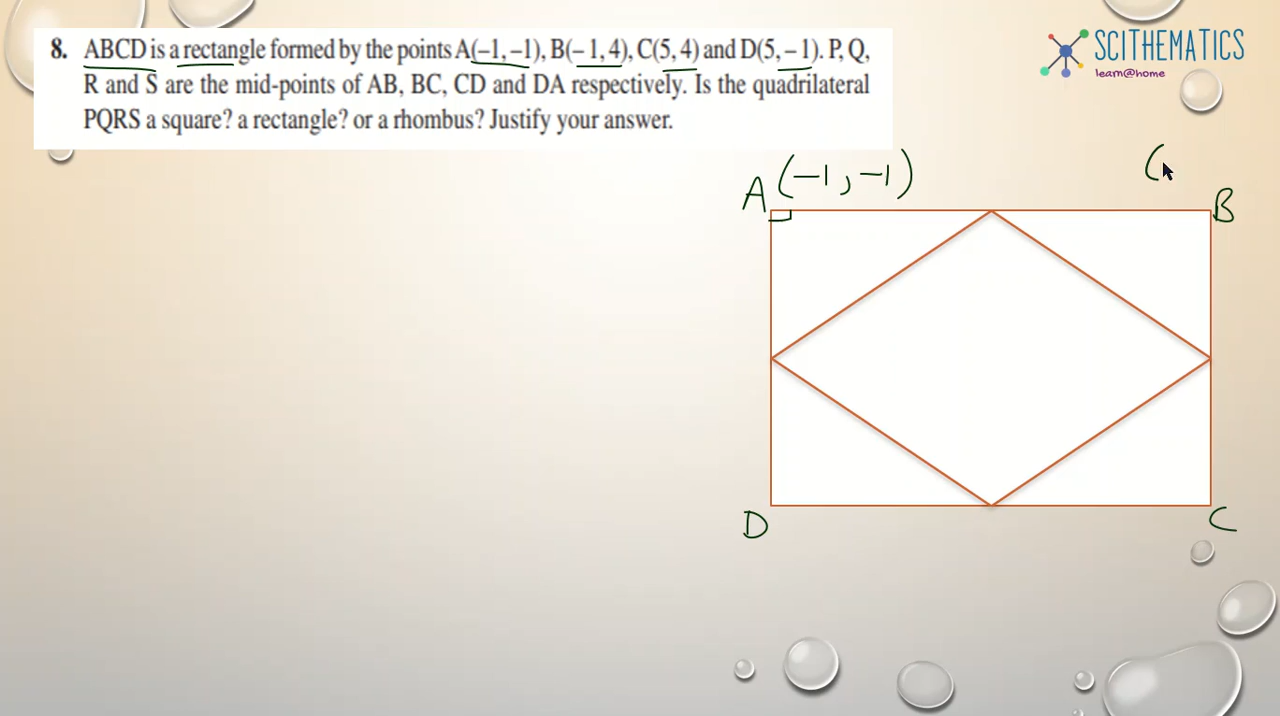 8. ABCD is a rectangle formed by the points A(–1, –1), B(– 1, 4), C(5, 4) and D(5, – 1). P, Q,
R and S are the mid-points of AB, BC, CD and DA respectively. Is the quadrilateral
PQRS a square? a rectangle? or a rhombus? Justify your answer.
SCITHEMATICS
learn@home
A (–1, –1)
(
B
D
C